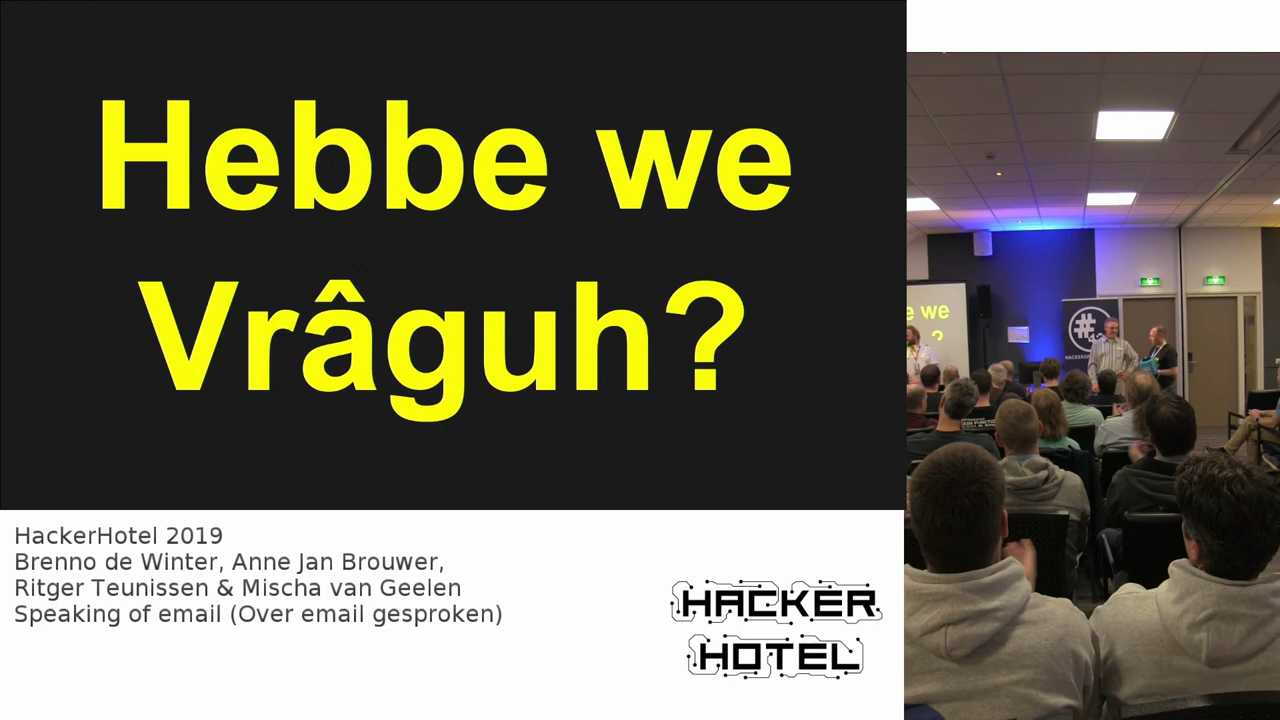 Hebbe we
Vrâguh?
HackerHotel 2019
Brenno de Winter, Anne Jan Brouwer,
Ritger Teunissen & Mischa van Geelen
Speaking of email (Over email gesproken)
HACKER
HOTEL
e we
?
#